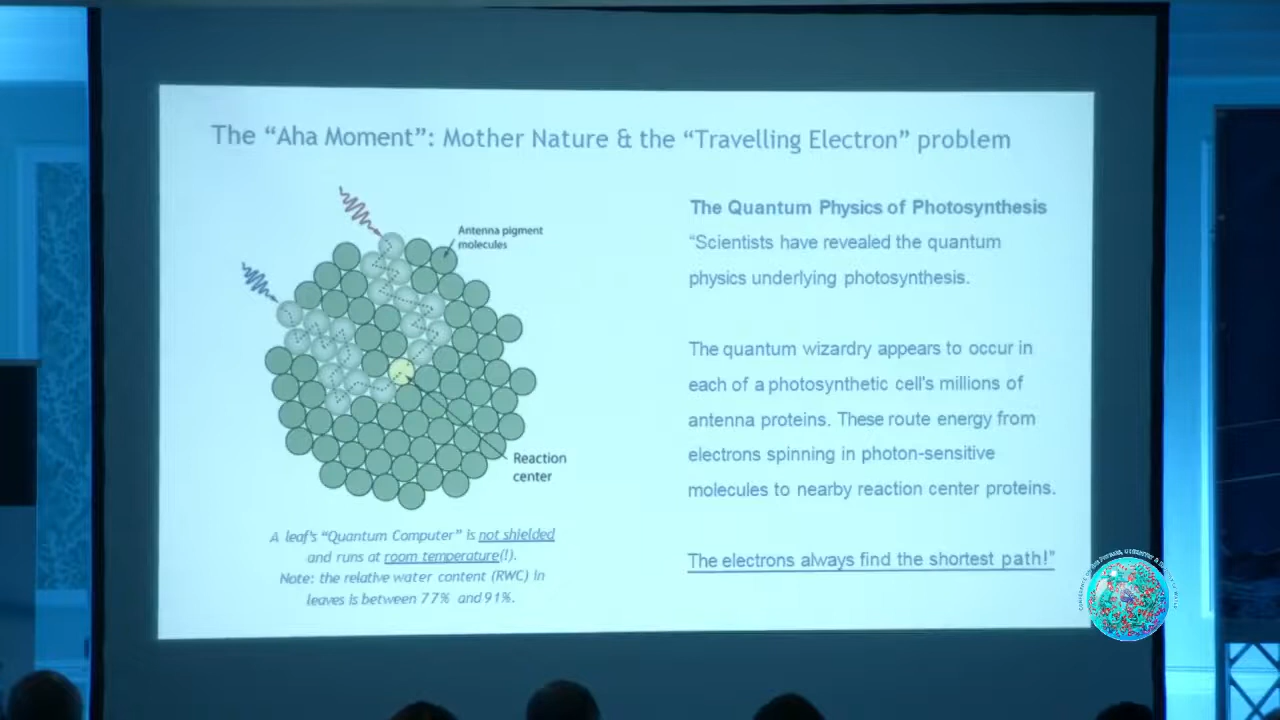 The “Aha Moment”: Mother Nature & the “Travelling Electron” problem
Antenna pigment
molecules
Reaction
center
A leaf's “Quantum Computer” is not shielded
and runs at room temperature(!).
Note: the relative water content (RWC) in
leaves is between 77% and 91%.
The Quantum Physics of Photosynthesis
“Scientists have revealed the quantum
physics underlying photosynthesis.
The quantum wizardry appears to occur in
each of a photosynthetic cell's millions of
antenna proteins. These route energy from
electrons spinning in photon-sensitive
molecules to nearby reaction center proteins.
The electrons always find the shortest path!”